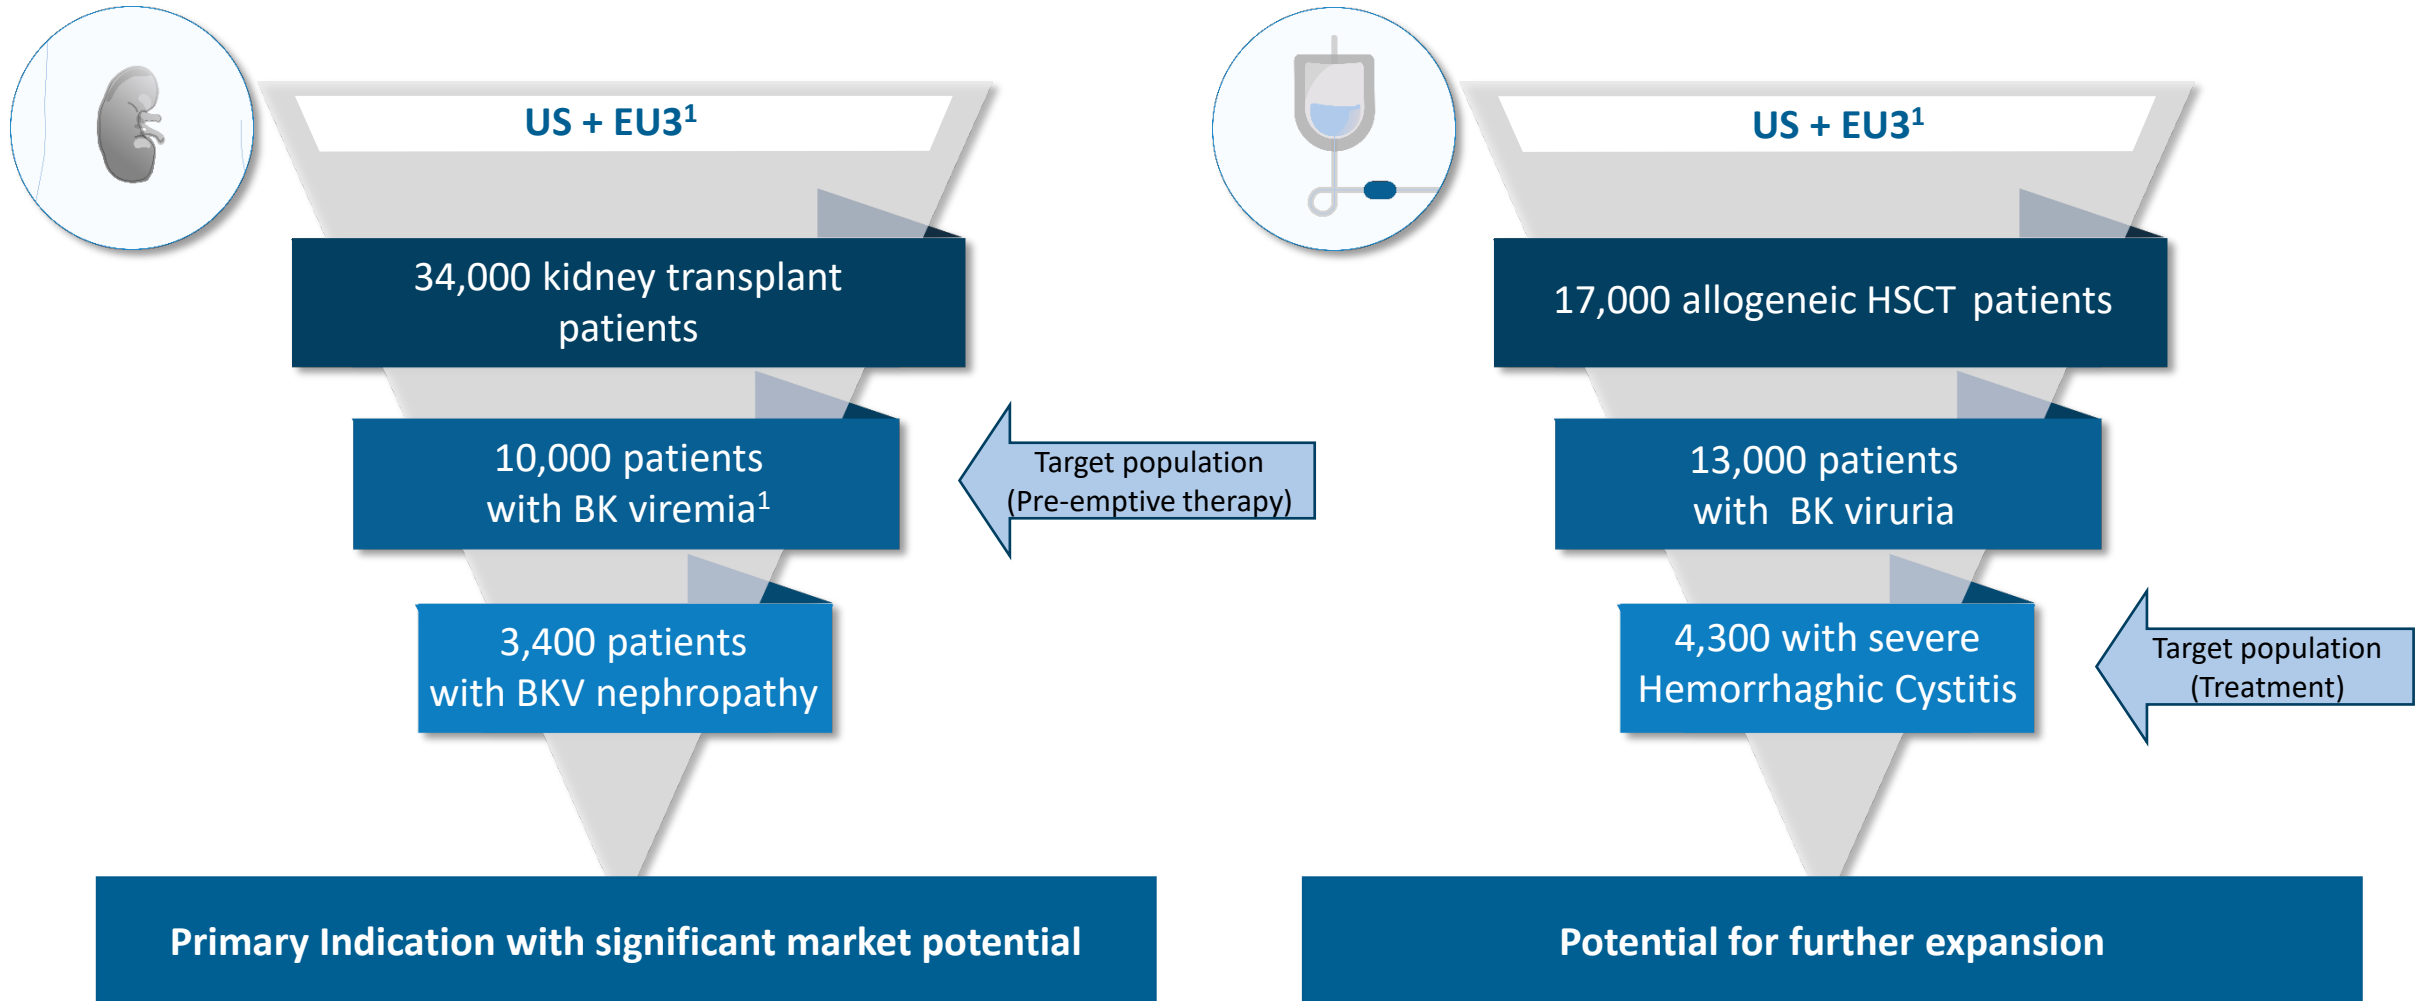 US + EU3¹
34,000 kidney transplant
patients
10,000 patients
with BK viremia¹
Target population
(Pre-emptive therapy)
3,400 patients
with BKV nephropathy
Primary Indication with significant market potential
US + EU3¹
17,000 allogeneic HSCT patients
13,000 patients
with BK viruria
4,300 with severe
Hemorrhaghic Cystitis
Target population
(Treatment)
Potential for further expansion